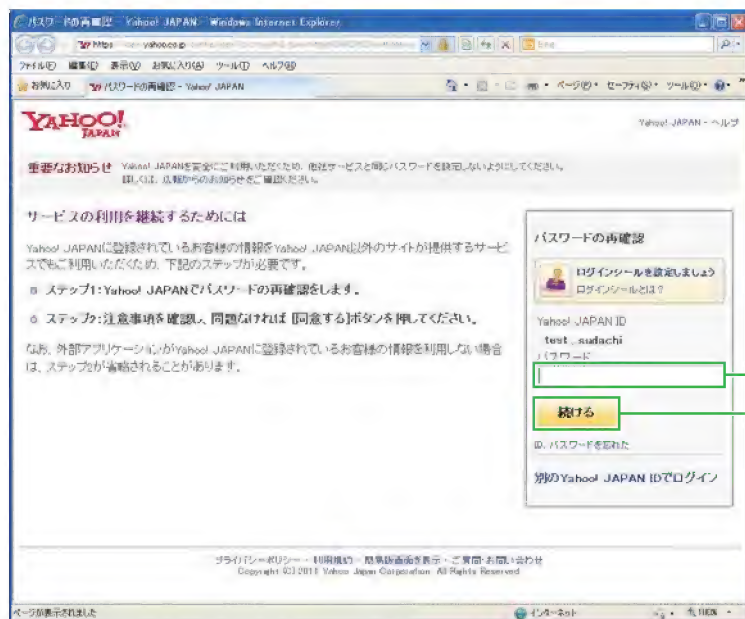 パスワードの再確認 - Yahoo! JAPAN - Windows Internet Explorer
https
yahoo.co.jp
Bing
ファイル(F) 編集(E) 表示(V) お気に入り(A) ツール(T) ヘルプ(H)
お気に入り パスワードの再確認 - Yahoo! JAPAN
ページ(P) セーフティ(S) ツール(O)
YAHOO!
JAPAN
Yahoo! JAPAN - ヘルプ
重要なお知らせ Yahoo! JAPANを安全にご利用いただくため、他社サービスと同じパスワードを設定しないようにしてください。
詳しくは、広報からのお知らせをご確認ください。
サービスの利用を継続するためには
Yahoo! JAPANに登録されているお客様の情報をYahoo! JAPAN以外のサイトが提供するサービ
スでもご利用いただくため、下記のステップが必要です。
ステップ1:Yahoo! JAPANでパスワードの再確認をします。
ステップ2:注意事項を確認し、問題なければ [同意する]ボタンを押してください。
なお、外部アプリケーションがYahoo! JAPANに登録されているお客様の情報を利用しない場合
は、ステップ2が省略されることがあります。
パスワードの再確認
ログインシールを設定しましょう
ログインシールとは?
Yahoo! JAPAN ID
test_sudachi
パスワード
続ける
ID、パスワードを忘れた
別のYahoo! JAPAN IDでログイン
プライバシーポリシー - 利用規約 - 簡易版画面を表示 - ご質問・お問い合わせ
Copyright (C) 2011 Yahoo Japan Corporation. All Rights Reserved.
ページが表示されました
インターネット